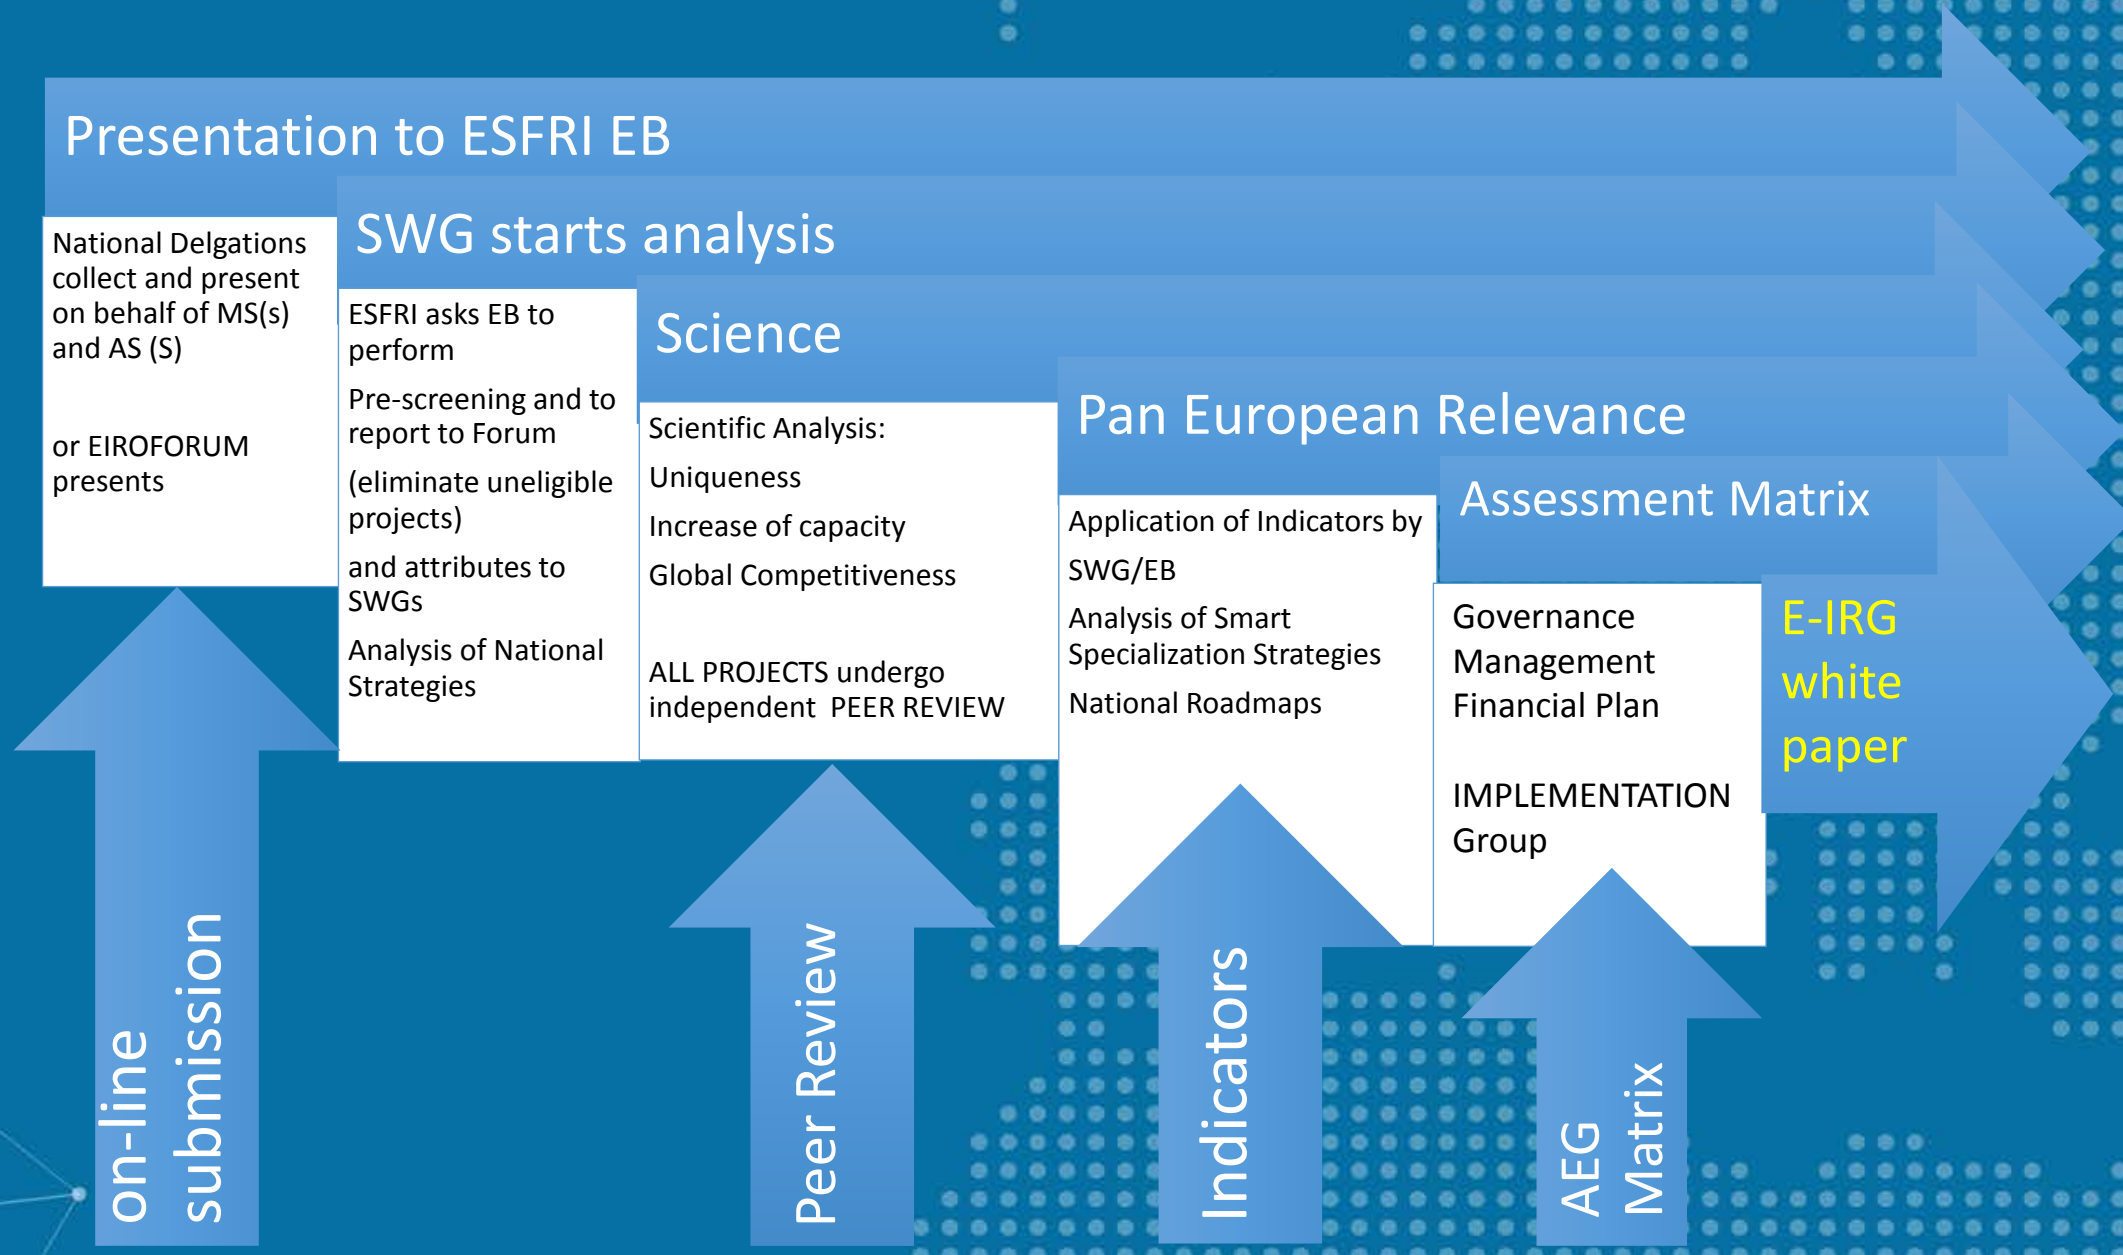 Presentation to ESFRI EB
National Delgations
collect and present
on behalf of MS(s)
and AS (S)
or EIROFORUM
presents
SWG starts analysis
ESFRI asks EB to
perform
Pre-screening and to
report to Forum
(eliminate uneligible
projects)
and attributes to
SWGs
Analysis of National
Strategies
Science
Scientific Analysis:
Uniqueness
Increase of capacity
Global Competitiveness
ALL PROJECTS undergo
independent PEER REVIEW
Pan European Relevance
Application of Indicators by
SWG/EB
Analysis of Smart
Specialization Strategies
National Roadmaps
Assessment Matrix
Governance
Management
Financial Plan
IMPLEMENTATION
Group
E-IRG
white
paper
on-line
submission
Peer Review
Indicators
AEG
Matrix